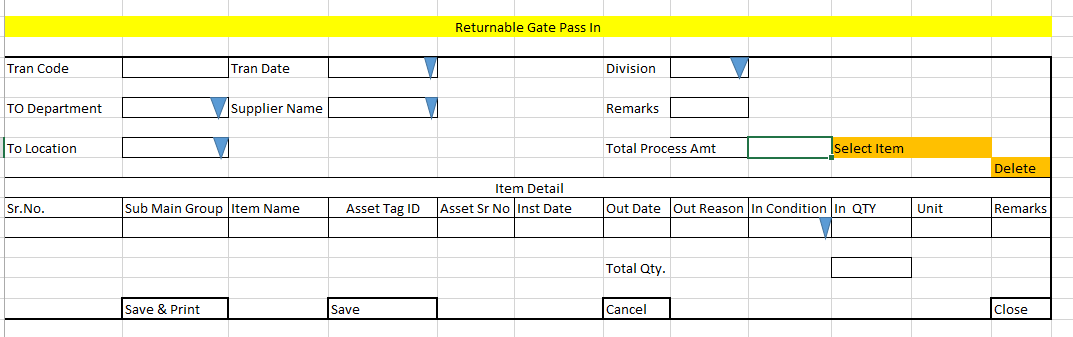 Returnable Gate Pass In
Tran Code Tran Date Division
TO Department Supplier Name Remarks
To Location Total Process Amt Select Item
Delete
Item Detail
Sr.No. Sub Main Group Item Name Asset Tag ID Asset Sr No Inst Date Out Date Out Reason In Condition In QTY Unit Remarks
Total Qty.
Save & Print Save Cancel Close